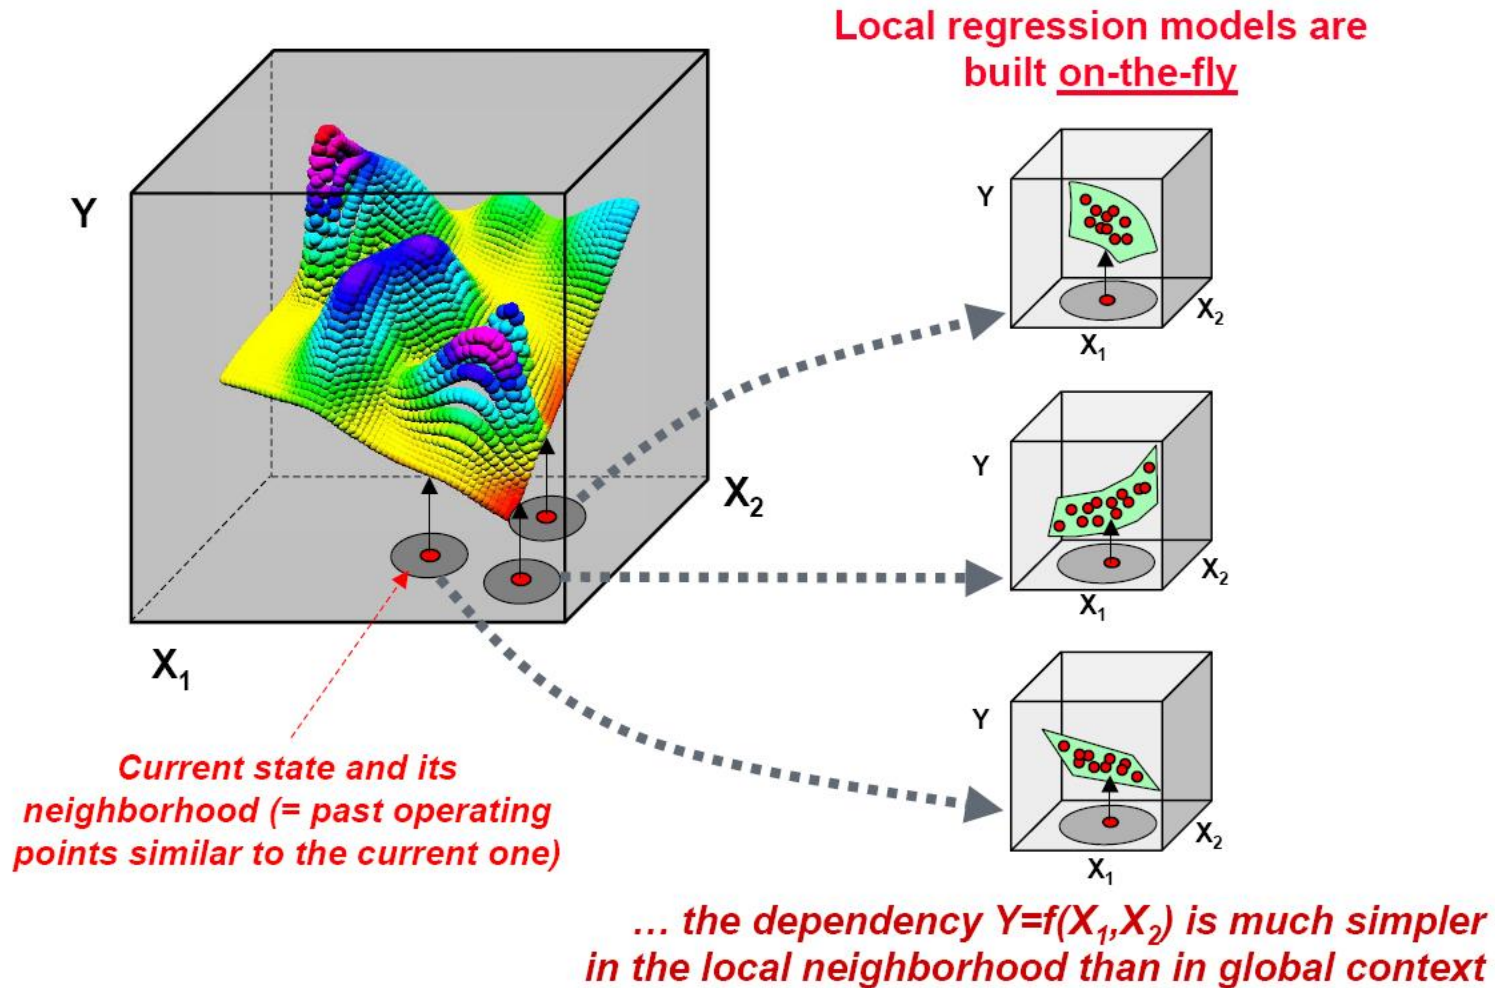 Local regression models are
built on-the-fly
Y
X₂
X₁
Y
X₂
X₁
Y
X₂
X₁
Y
X₂
X₁
Current state and its
neighborhood (= past operating
points similar to the current one)
... the dependency Y=f(X₁,X₂) is much simpler
in the local neighborhood than in global context